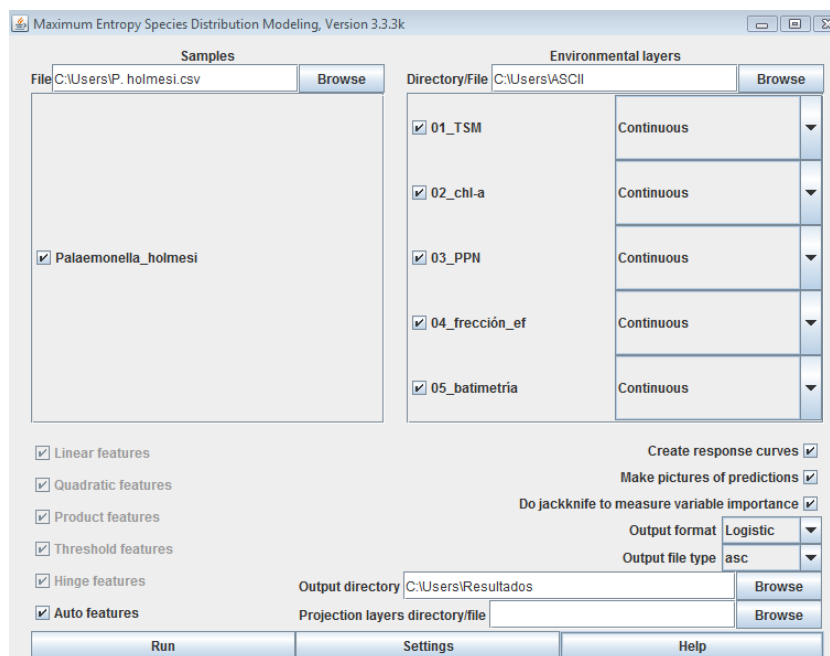 Maximum Entropy Species Distribution Modeling, Version 3.3.3k
Samples
File C:\Users\P. holmesi.csv Browse
Environmental layers
Directory/File C:\Users\ASCII Browse
Palaemonella_holmesi
01_TSM Continuous
02_chl-a Continuous
03_PPN Continuous
04_frección_ef Continuous
05_batimetría Continuous
Linear features
Quadratic features
Product features
Threshold features
Hinge features
Auto features
Create response curves
Make pictures of predictions
Do jackknife to measure variable importance
Output format Logistic
Output file type asc
Output directory C:\Users\Resultados Browse
Projection layers directory/file Browse
Run Settings Help